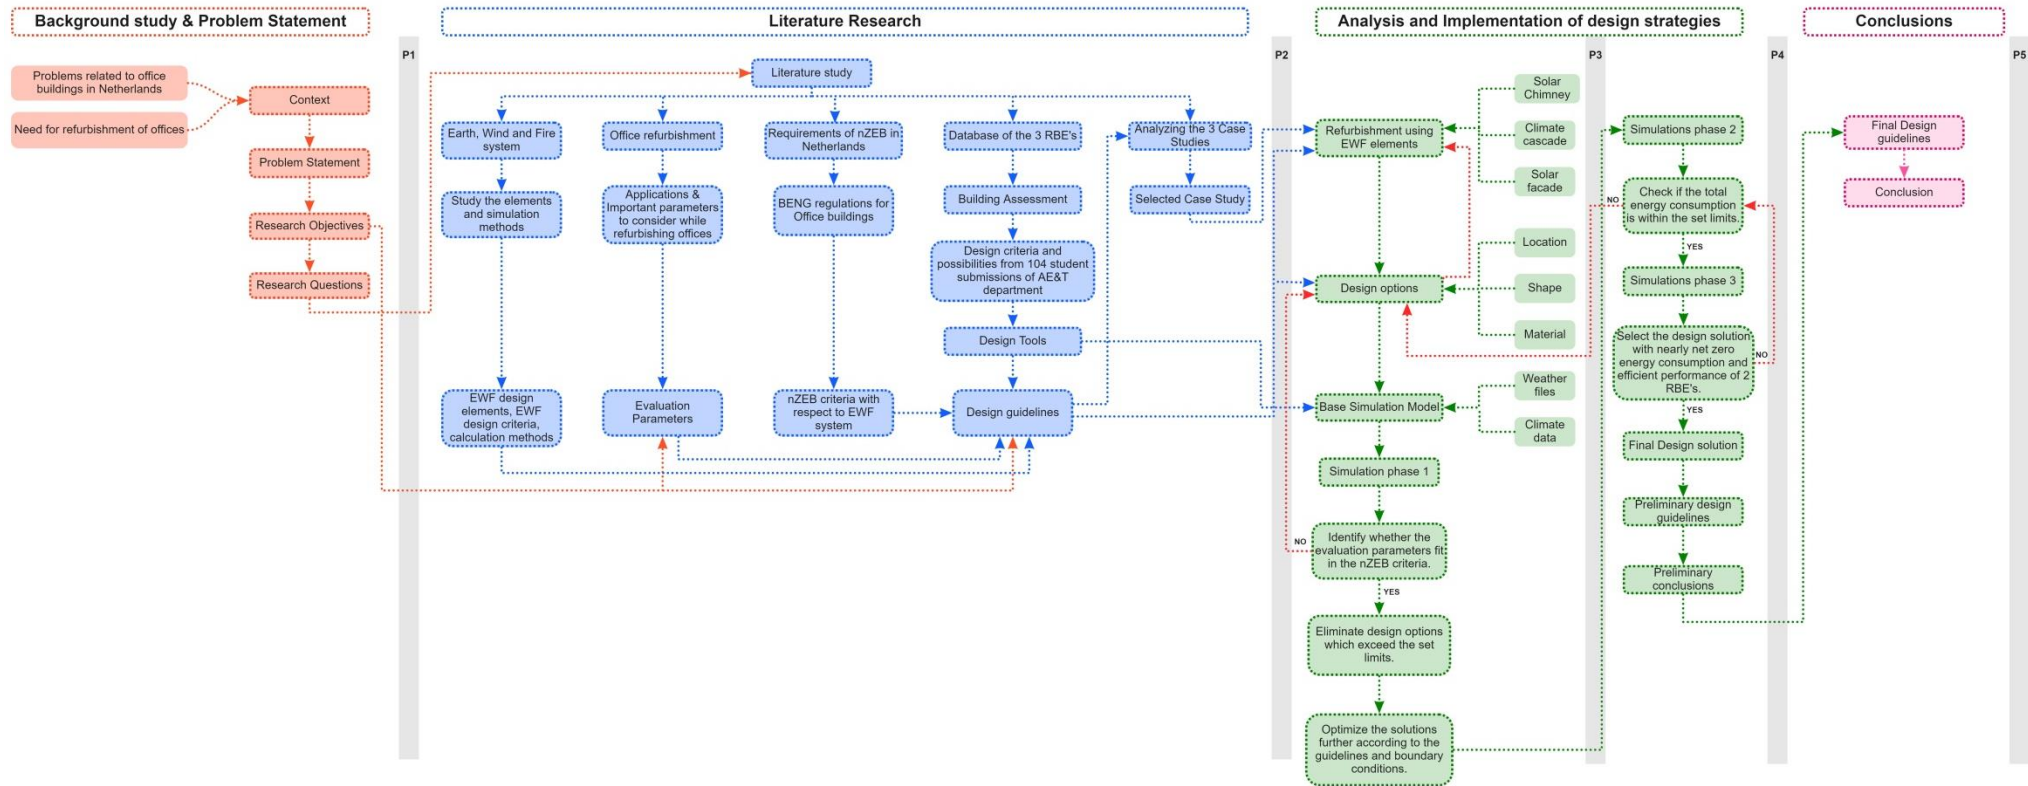 Background study & Problem Statement
Literature Research
Analysis and Implementation of design strategies
Conclusions
P1
P2
P3
P4
P5
Problems related to office
buildings in Netherlands
Need for refurbishment of offices
Context
Problem Statement
Research Objectives
Research Questions
Literature study
Earth, Wind and Fire
system
Office refurbishment
Requirements of nZEB in
Netherlands
Database of the 3 RBE's
Analyzing the 3 Case
Studies
Study the elements
and simulation
methods
Applications &
Important parameters
to consider while
refurbishing offices
BENG regulations for
Office buildings
Building Assessment
Selected Case Study
Design criteria and
possibilities from 104 student
submissions of AE&T
department
Design Tools
EWF design
elements, EWF
design criteria,
calculation methods
Evaluation
Parameters
nZEB criteria with
respect to EWF
system
Design guidelines
Refurbishment using
EWF elements
Solar
Chimney
Climate
cascade
Solar
facade
Design options
Location
Shape
Material
Base Simulation Model
Weather
files
Climate
data
Simulation phase 1
Identify whether the
evaluation parameters fit
in the nZEB criteria.
NO
YES
Eliminate design options
which exceed the set
limits.
Optimize the solutions
further according to the
guidelines and boundary
conditions.
Simulations phase 2
Check if the total
energy consumption
is within the set limits.
NO
YES
Simulations phase 3
Select the design solution
with nearly net zero
energy consumption and
efficient performance of 2
RBE's.
NO
YES
Final Design solution
Preliminary design
guidelines
Preliminary
conclusions
Final Design
guidelines
Conclusion